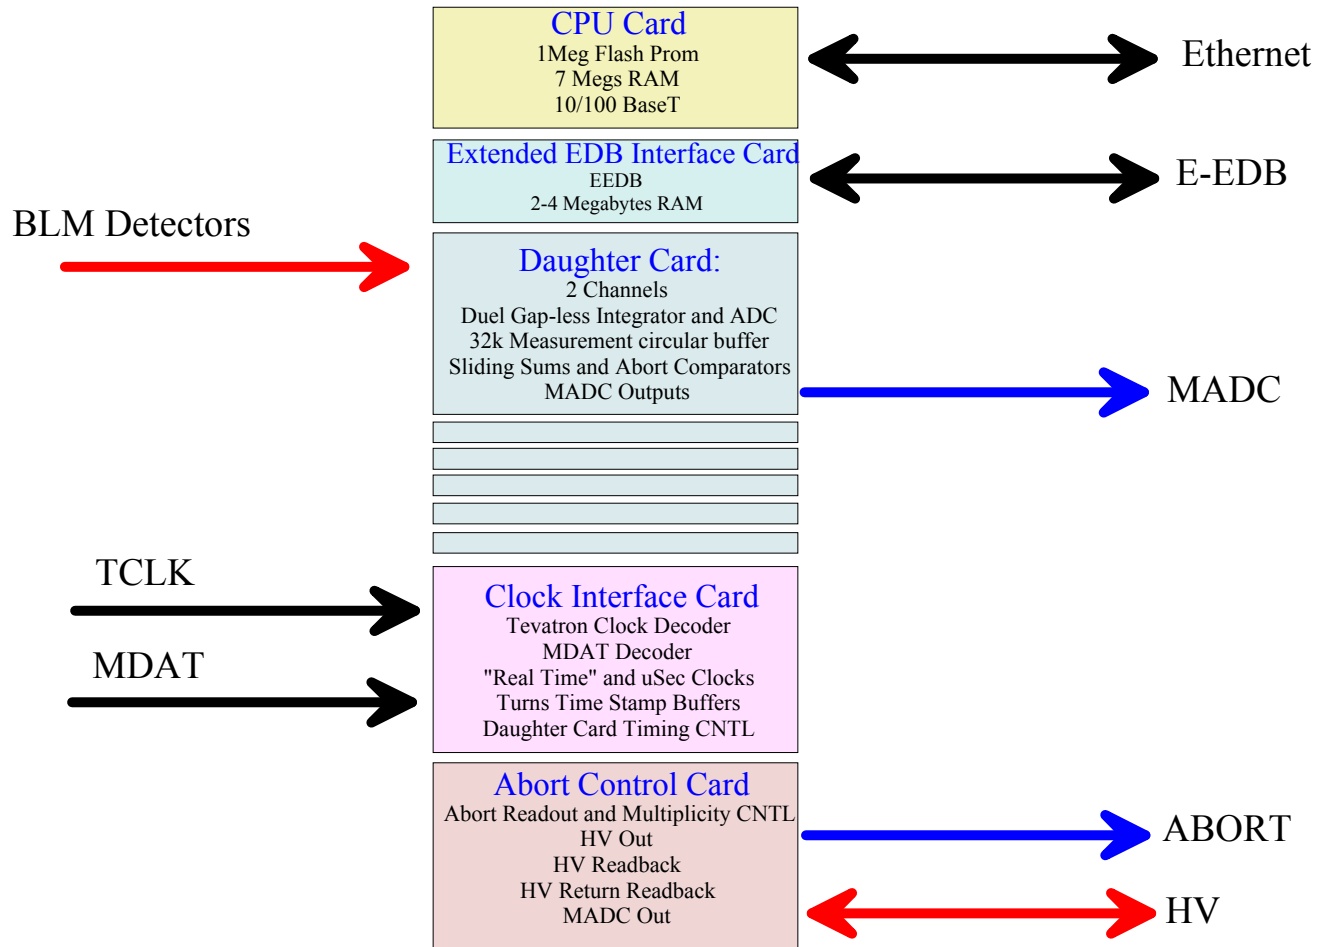 CPU Card
1Meg Flash Prom
7 Megs RAM
10/100 BaseT
Ethernet
Extended EDB Interface Card
EEDB
2-4 Megabytes RAM
E-EDB
BLM Detectors
Daughter Card:
2 Channels
Duel Gap-less Integrator and ADC
32k Measurement circular buffer
Sliding Sums and Abort Comparators
MADC Outputs
MADC
TCLK
MDAT
Clock Interface Card
Tevatron Clock Decoder
MDAT Decoder
"Real Time" and uSec Clocks
Turns Time Stamp Buffers
Daughter Card Timing CNTL
Abort Control Card
Abort Readout and Multiplicity CNTL
HV Out
HV Readback
HV Return Readback
MADC Out
ABORT
HV